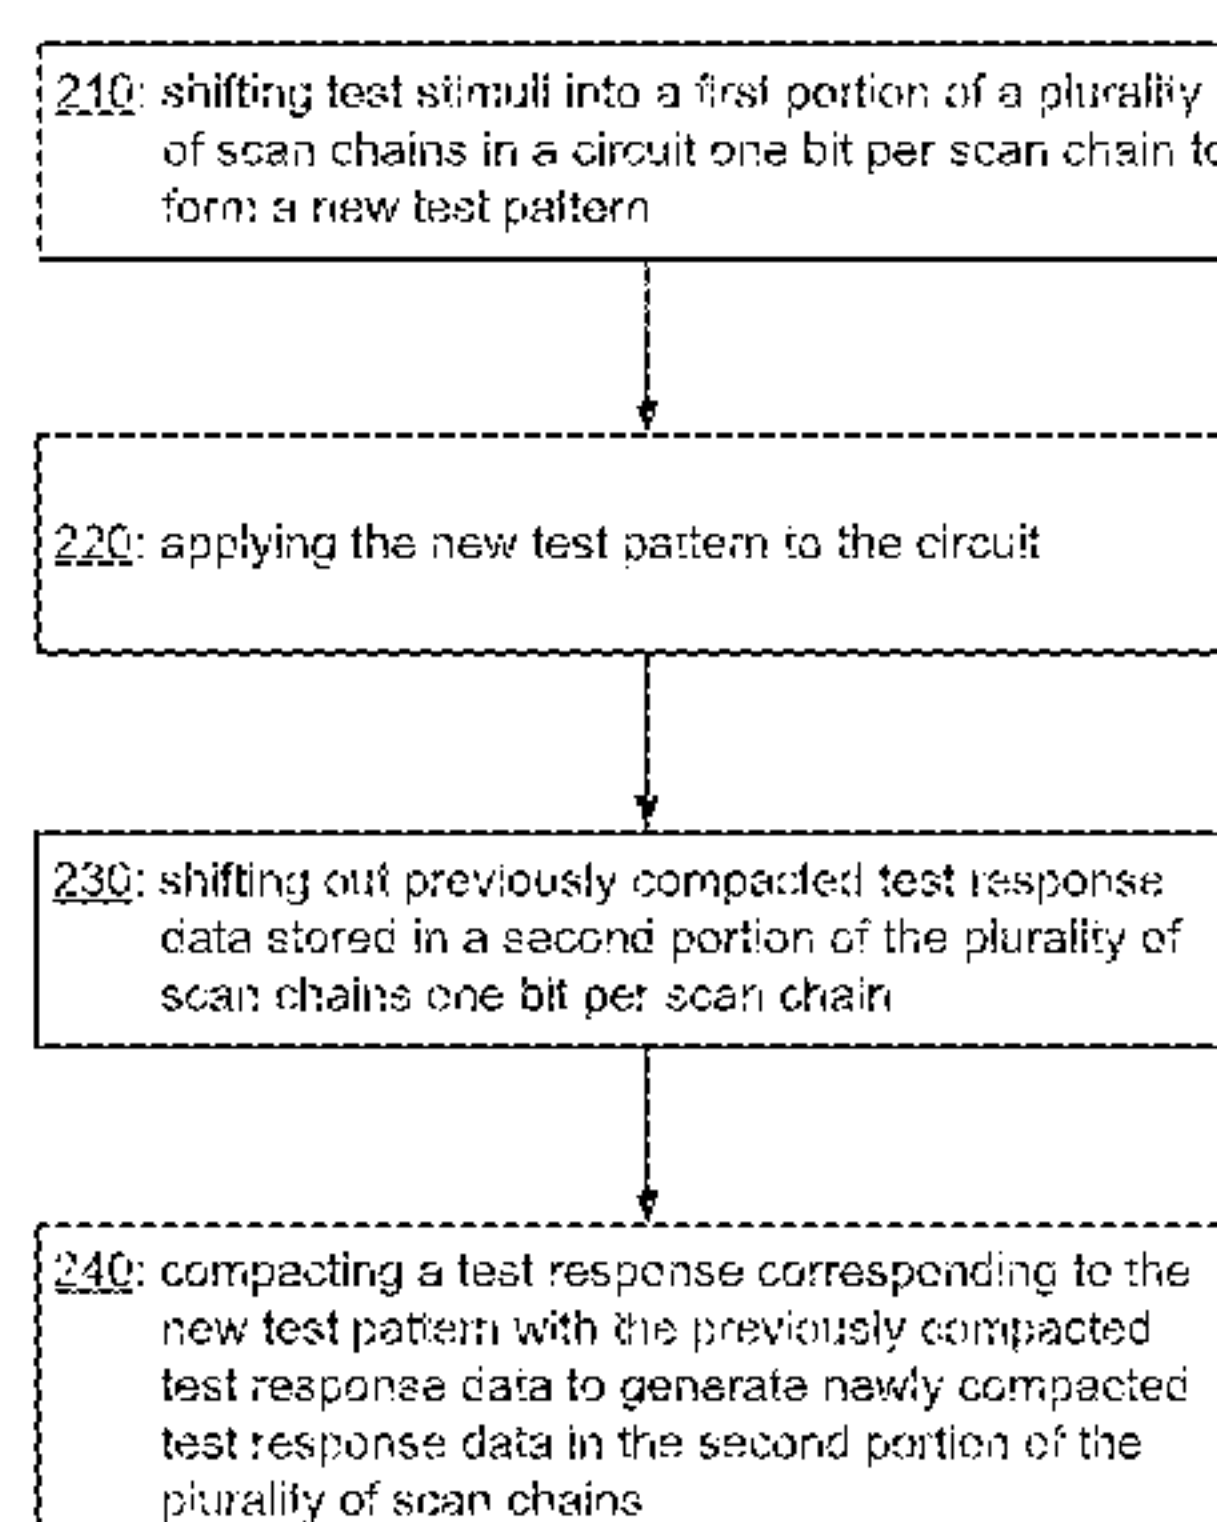 210: shifting test stimuli into a first portion of a plurality
of scan chains in a circuit one bit per scan chain to
form a new test pattern
220: applying the new test pattern to the circuit
230: shifting out previously compacted test response
data stored in a second portion of the plurality of
scan chains one bit per scan chain
240: compacting a test response corresponding to the
new test pattern with the previously compacted
test response data to generate newly compacted
test response data in the second portion of the
plurality of scan chains